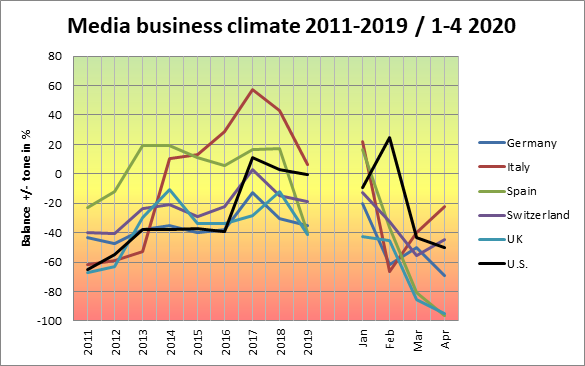 Media business climate 2011-2019 / 1-4 2020
Balance +/- tone in %
80
60
40
20
0
-20
-40
-60
-80
-100
2011
2012
2013
2014
2015
2016
2017
2018
2019
Jan
Feb
Mar
Apr
Germany
Italy
Spain
Switzerland
UK
U.S.